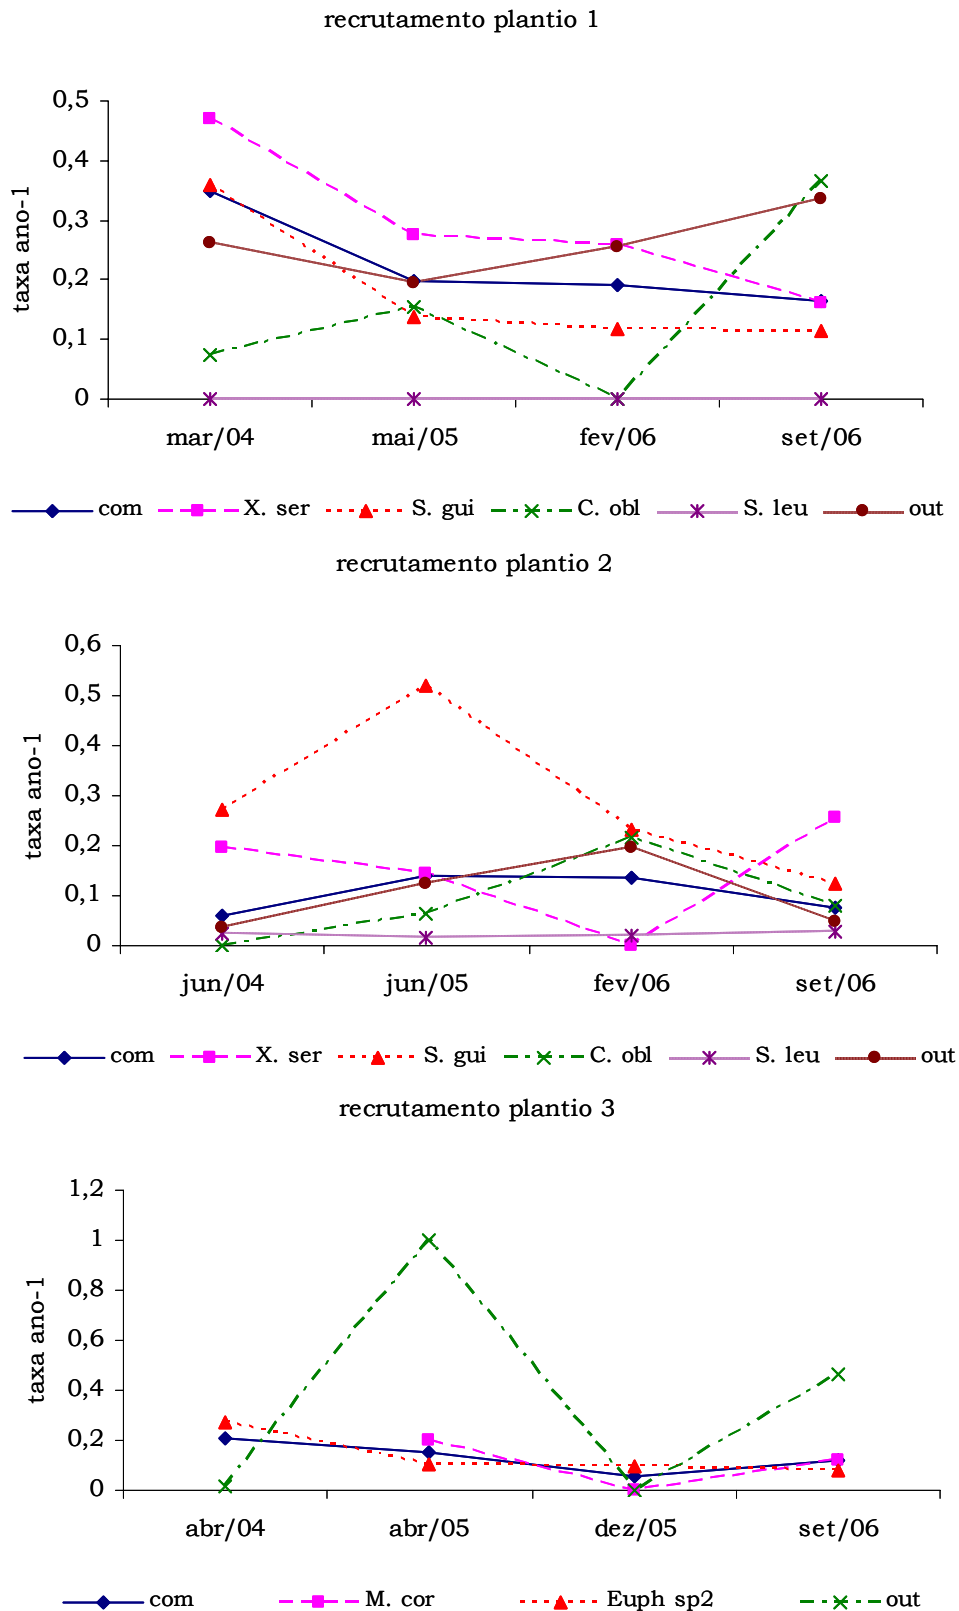 recrutamento plantio 1
0,5
0,4
0,3
0,2
0,1
0
taxa ano-1
mar/04 mai/05 fev/06 set/06
com X. ser S. gui C. obl S. leu out
recrutamento plantio 2
0,6
0,5
0,4
0,3
0,2
0,1
0
taxa ano-1
jun/04 jun/05 fev/06 set/06
com X. ser S. gui C. obl S. leu out
recrutamento plantio 3
1,2
1
0,8
0,6
0,4
0,2
0
taxa ano-1
abr/04 abr/05 dez/05 set/06
com M. cor Euph sp2 out